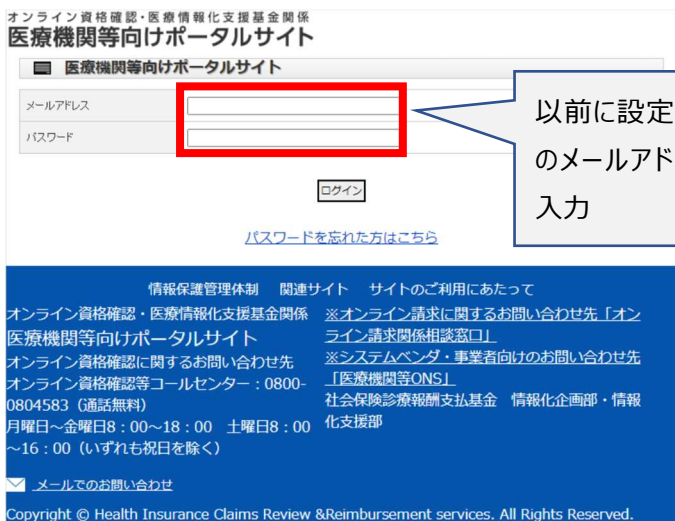 オンライン資格確認・医療情報化支援基金関係
医療機関等向けポータルサイト
医療機関等向けポータルサイト
メールアドレス
パスワード
以前に設定
のメールアド
入力
ログイン
パスワードを忘れた方はこちら
情報保護管理体制 関連サイト サイトのご利用にあたって
オンライン資格確認・医療情報化支援基金関係
医療機関等向けポータルサイト
オンライン資格確認に関するお問い合わせ先
オンライン資格確認等コールセンター：0800-
0804583（通話無料）
月曜日～金曜日8：00～18：00 土曜日8：00
～16：00（いずれも祝日を除く）
※オンライン請求に関するお問い合わせ先「オン
ライン請求関係相談窓口」
※システムベンダ・事業者向けのお問い合わせ先
「医療機関等ONS」
社会保険診療報酬支払基金 情報化企画部・情報
化支援部
メールでのお問い合わせ
Copyright © Health Insurance Claims Review &Reimbursement services. All Rights Reserved.